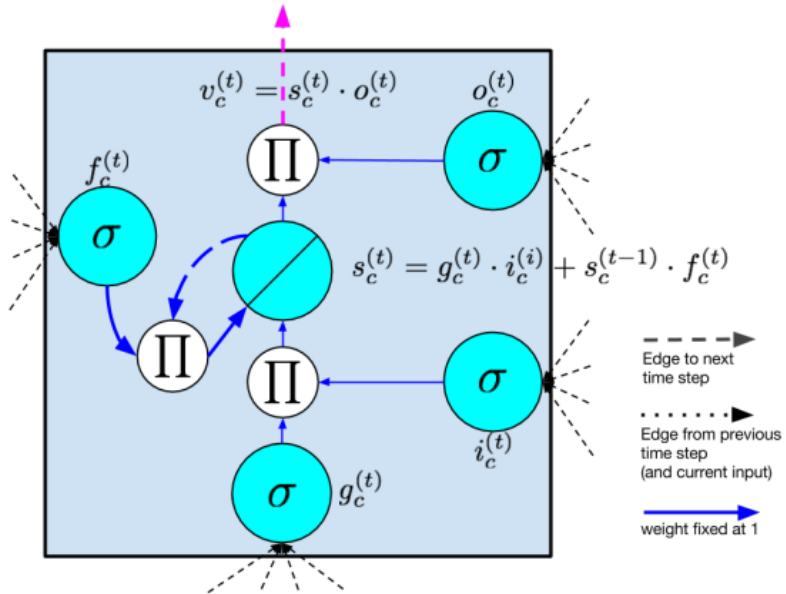 v_c^{(t)} = s_c^{(t)} · o_c^{(t)}
o_c^{(t)}
∏
σ
f_c^{(t)}
σ
s_c^{(t)} = g_c^{(t)} · i_c^{(i)} + s_c^{(t-1)} · f_c^{(t)}
∏
∏
σ
i_c^{(t)}
σ
g_c^{(t)}
Edge to next
time step
Edge from previous
time step
(and current input)
weight fixed at 1